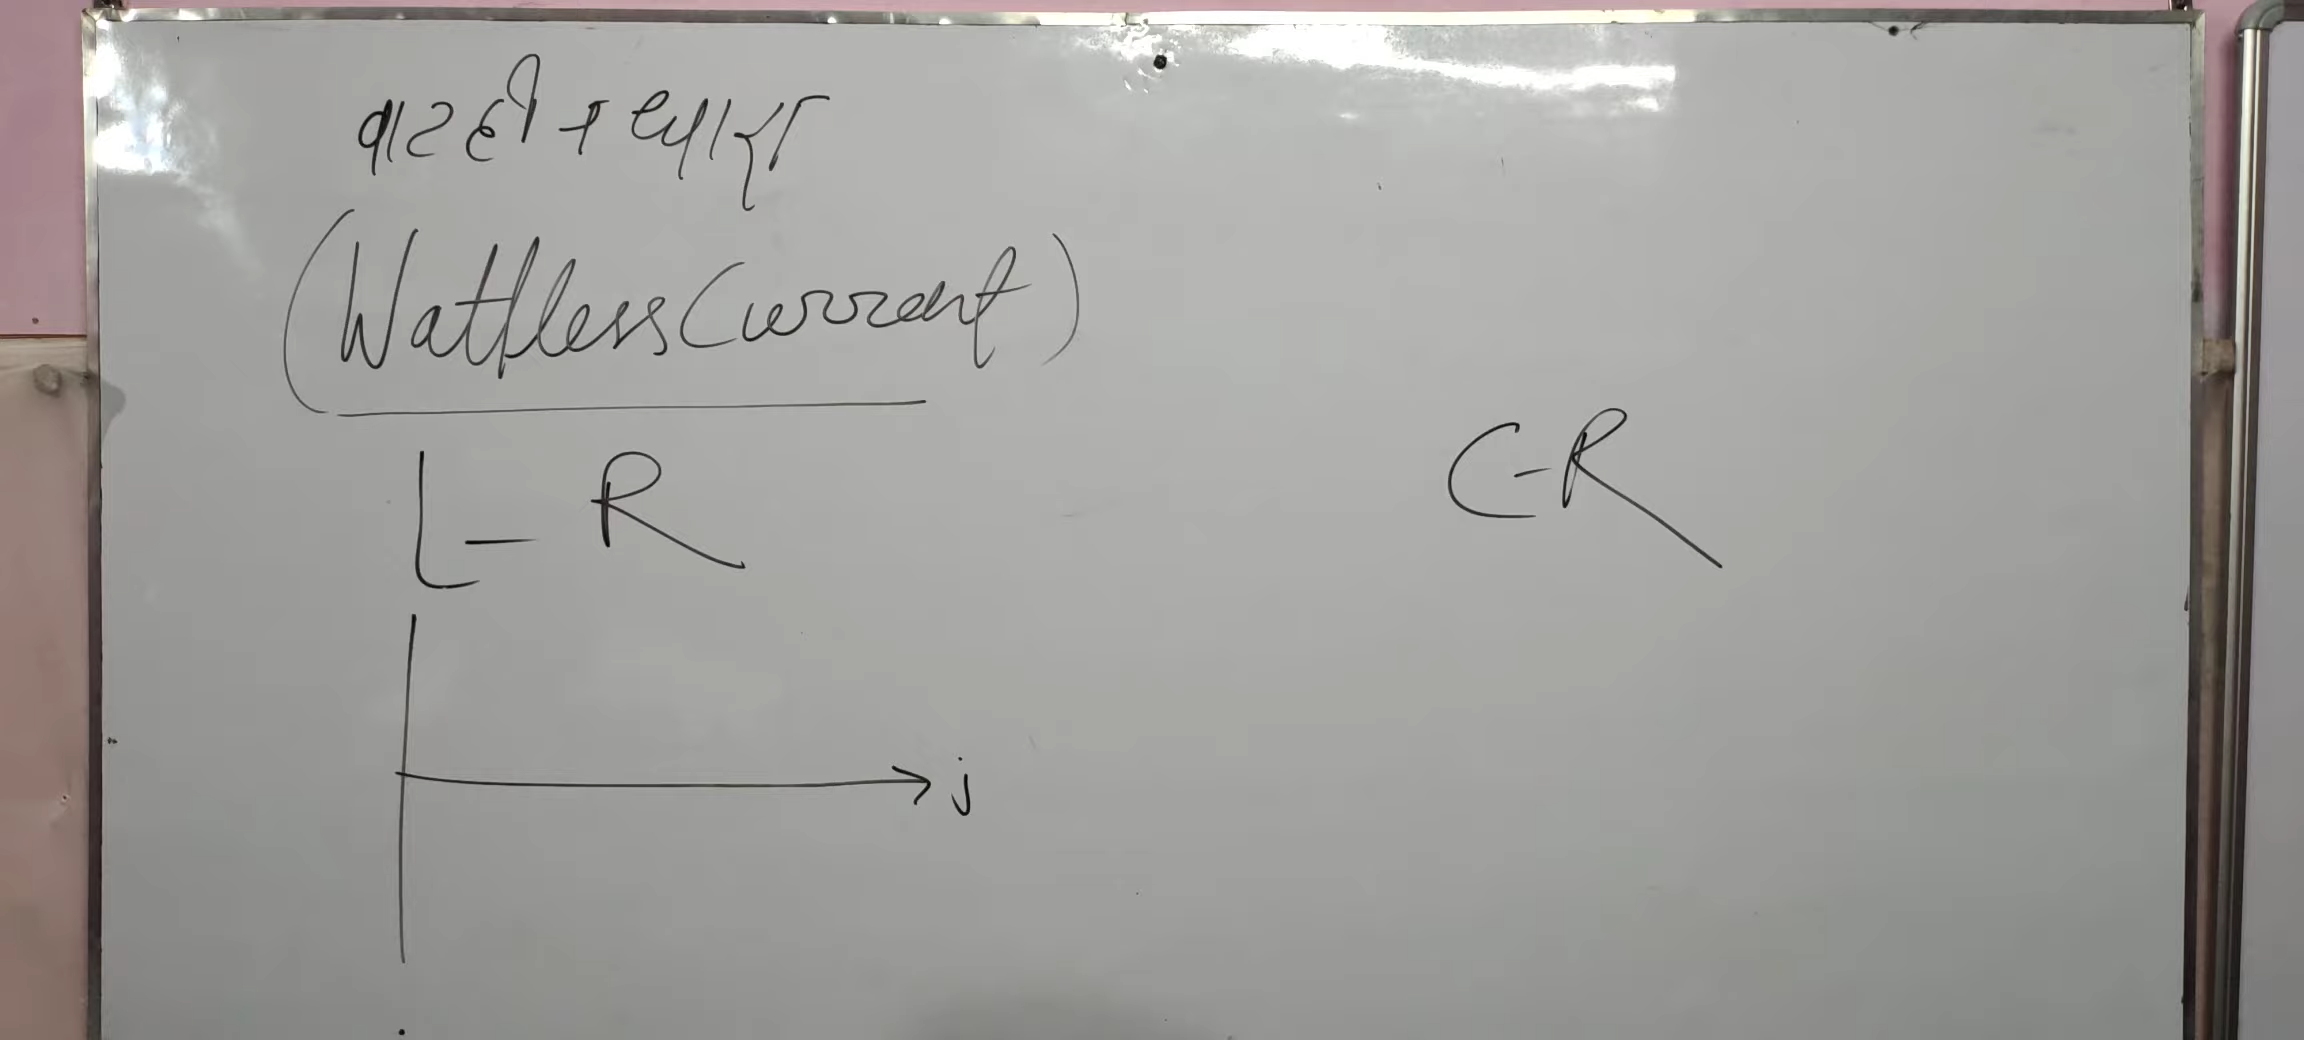 वाटहीन धारा
(Wattless Current)
L - R
C-R
i